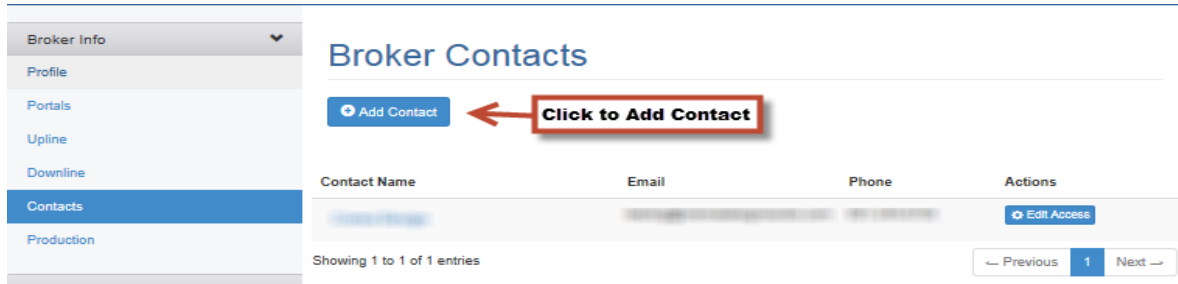 Broker Info
Profile
Portals
Upline
Downline
Contacts
Production
Broker Contacts
Add Contact
Click to Add Contact
Contact Name Email Phone Actions
Edit Access
Showing 1 to 1 of 1 entries
← Previous 1 Next →